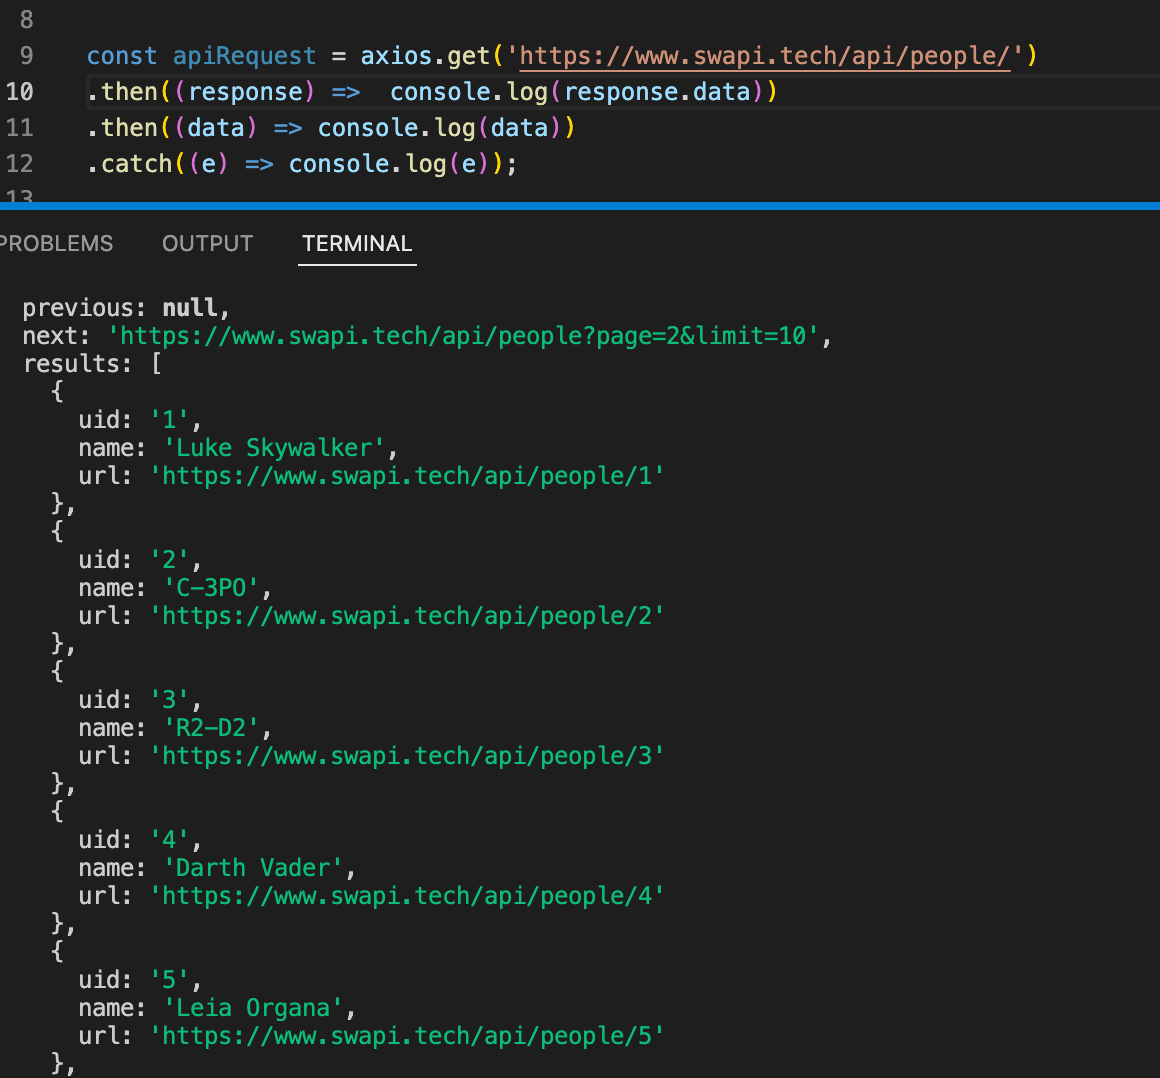 8
9 const apiRequest = axios.get('https://www.swapi.tech/api/people/')
10 .then((response) =>  console.log(response.data))
11 .then((data) => console.log(data))
12 .catch((e) => console.log(e));
13
PROBLEMS OUTPUT TERMINAL
previous: null,
next: 'https://www.swapi.tech/api/people?page=2&limit=10',
results: [
{
uid: '1',
name: 'Luke Skywalker',
url: 'https://www.swapi.tech/api/people/1'
},
{
uid: '2',
name: 'C-3PO',
url: 'https://www.swapi.tech/api/people/2'
},
{
uid: '3',
name: 'R2-D2',
url: 'https://www.swapi.tech/api/people/3'
},
{
uid: '4',
name: 'Darth Vader',
url: 'https://www.swapi.tech/api/people/4'
},
{
uid: '5',
name: 'Leia Organa',
url: 'https://www.swapi.tech/api/people/5'
},